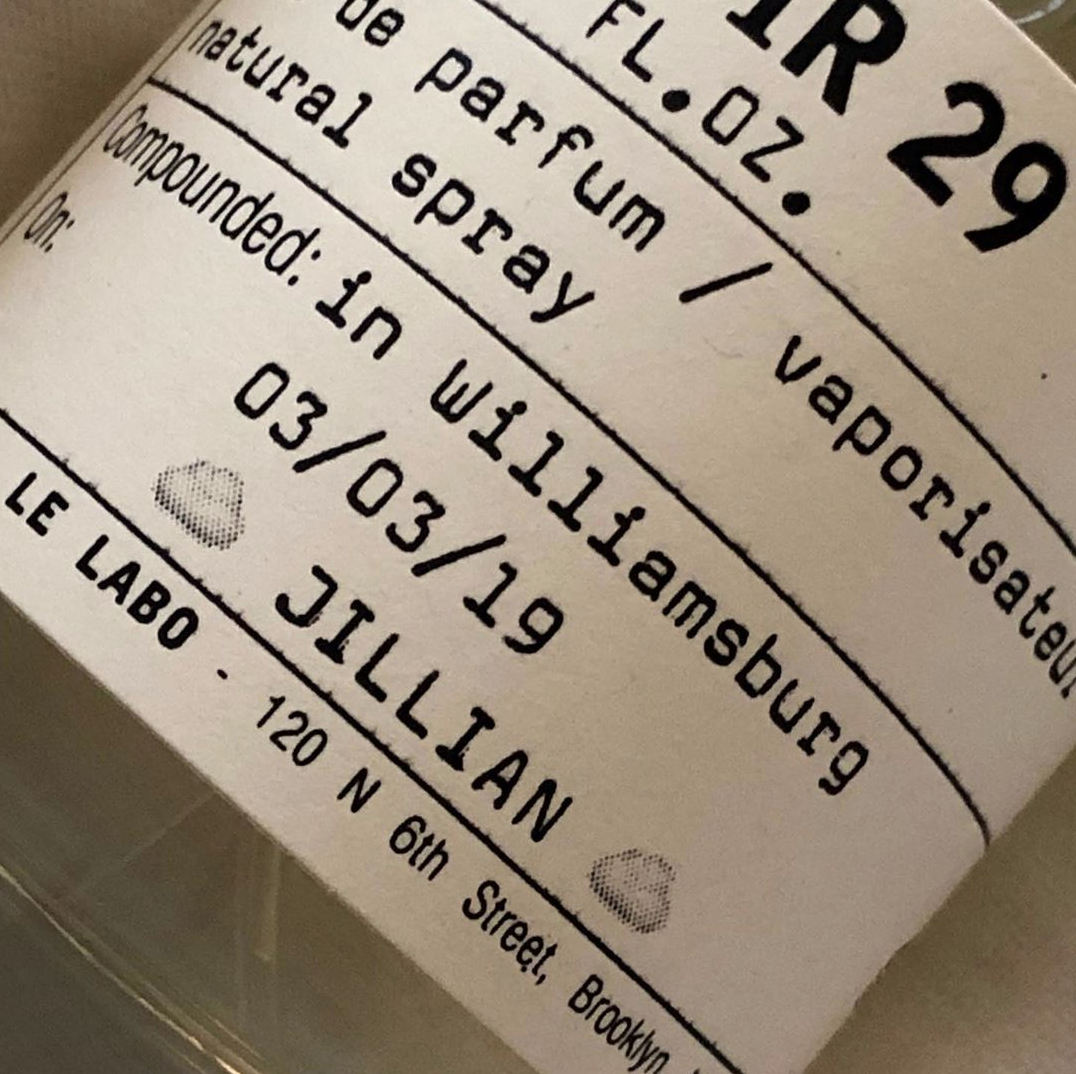 IR 29
FL.OZ.
de parfum / vaporisateur
natural spray
Compounded: in Williamsburg
On: 03/03/19
JILLIAN
LE LABO - 120 N 6th Street, Brooklyn